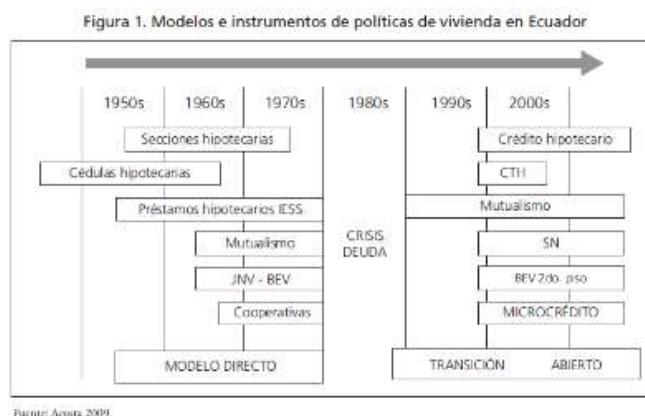 Figura 1. Modelos e instrumentos de políticas de vivienda en Ecuador
1950s 1960s 1970s 1980s 1990s 2000s
Secciones hipotecarias Crédito hipotecario
Cédulas hipotecarias CTH
Préstamos hipotecarios IESS Mutualismo
Mutualismo CRISIS DEUDA SN
JNV - BEV BEV 2do. piso
Cooperativas MICROCRÉDITO
MODELO DIRECTO TRANSICIÓN ABIERTO
Fuente: Acosta 2009